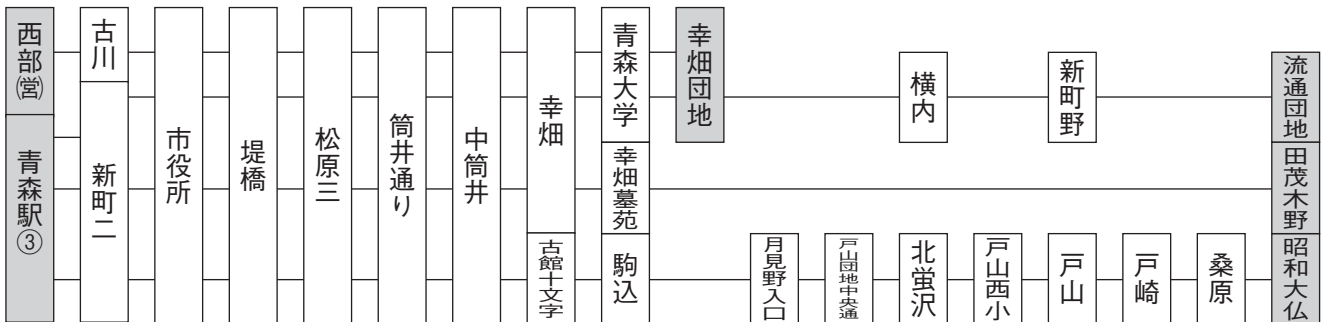 西部(営)
青森駅③
古川
新町二
市役所
堤橋
松原三
筒井通り
中筒井
幸畑
古館十文字
青森大学
幸畑墓苑
駒込
幸畑団地
月見野入口
戸山団地中央通
横内
北蛍沢
戸山西小
新町野
戸山
戸崎
桑原
流通団地
田茂木野
昭和大仏